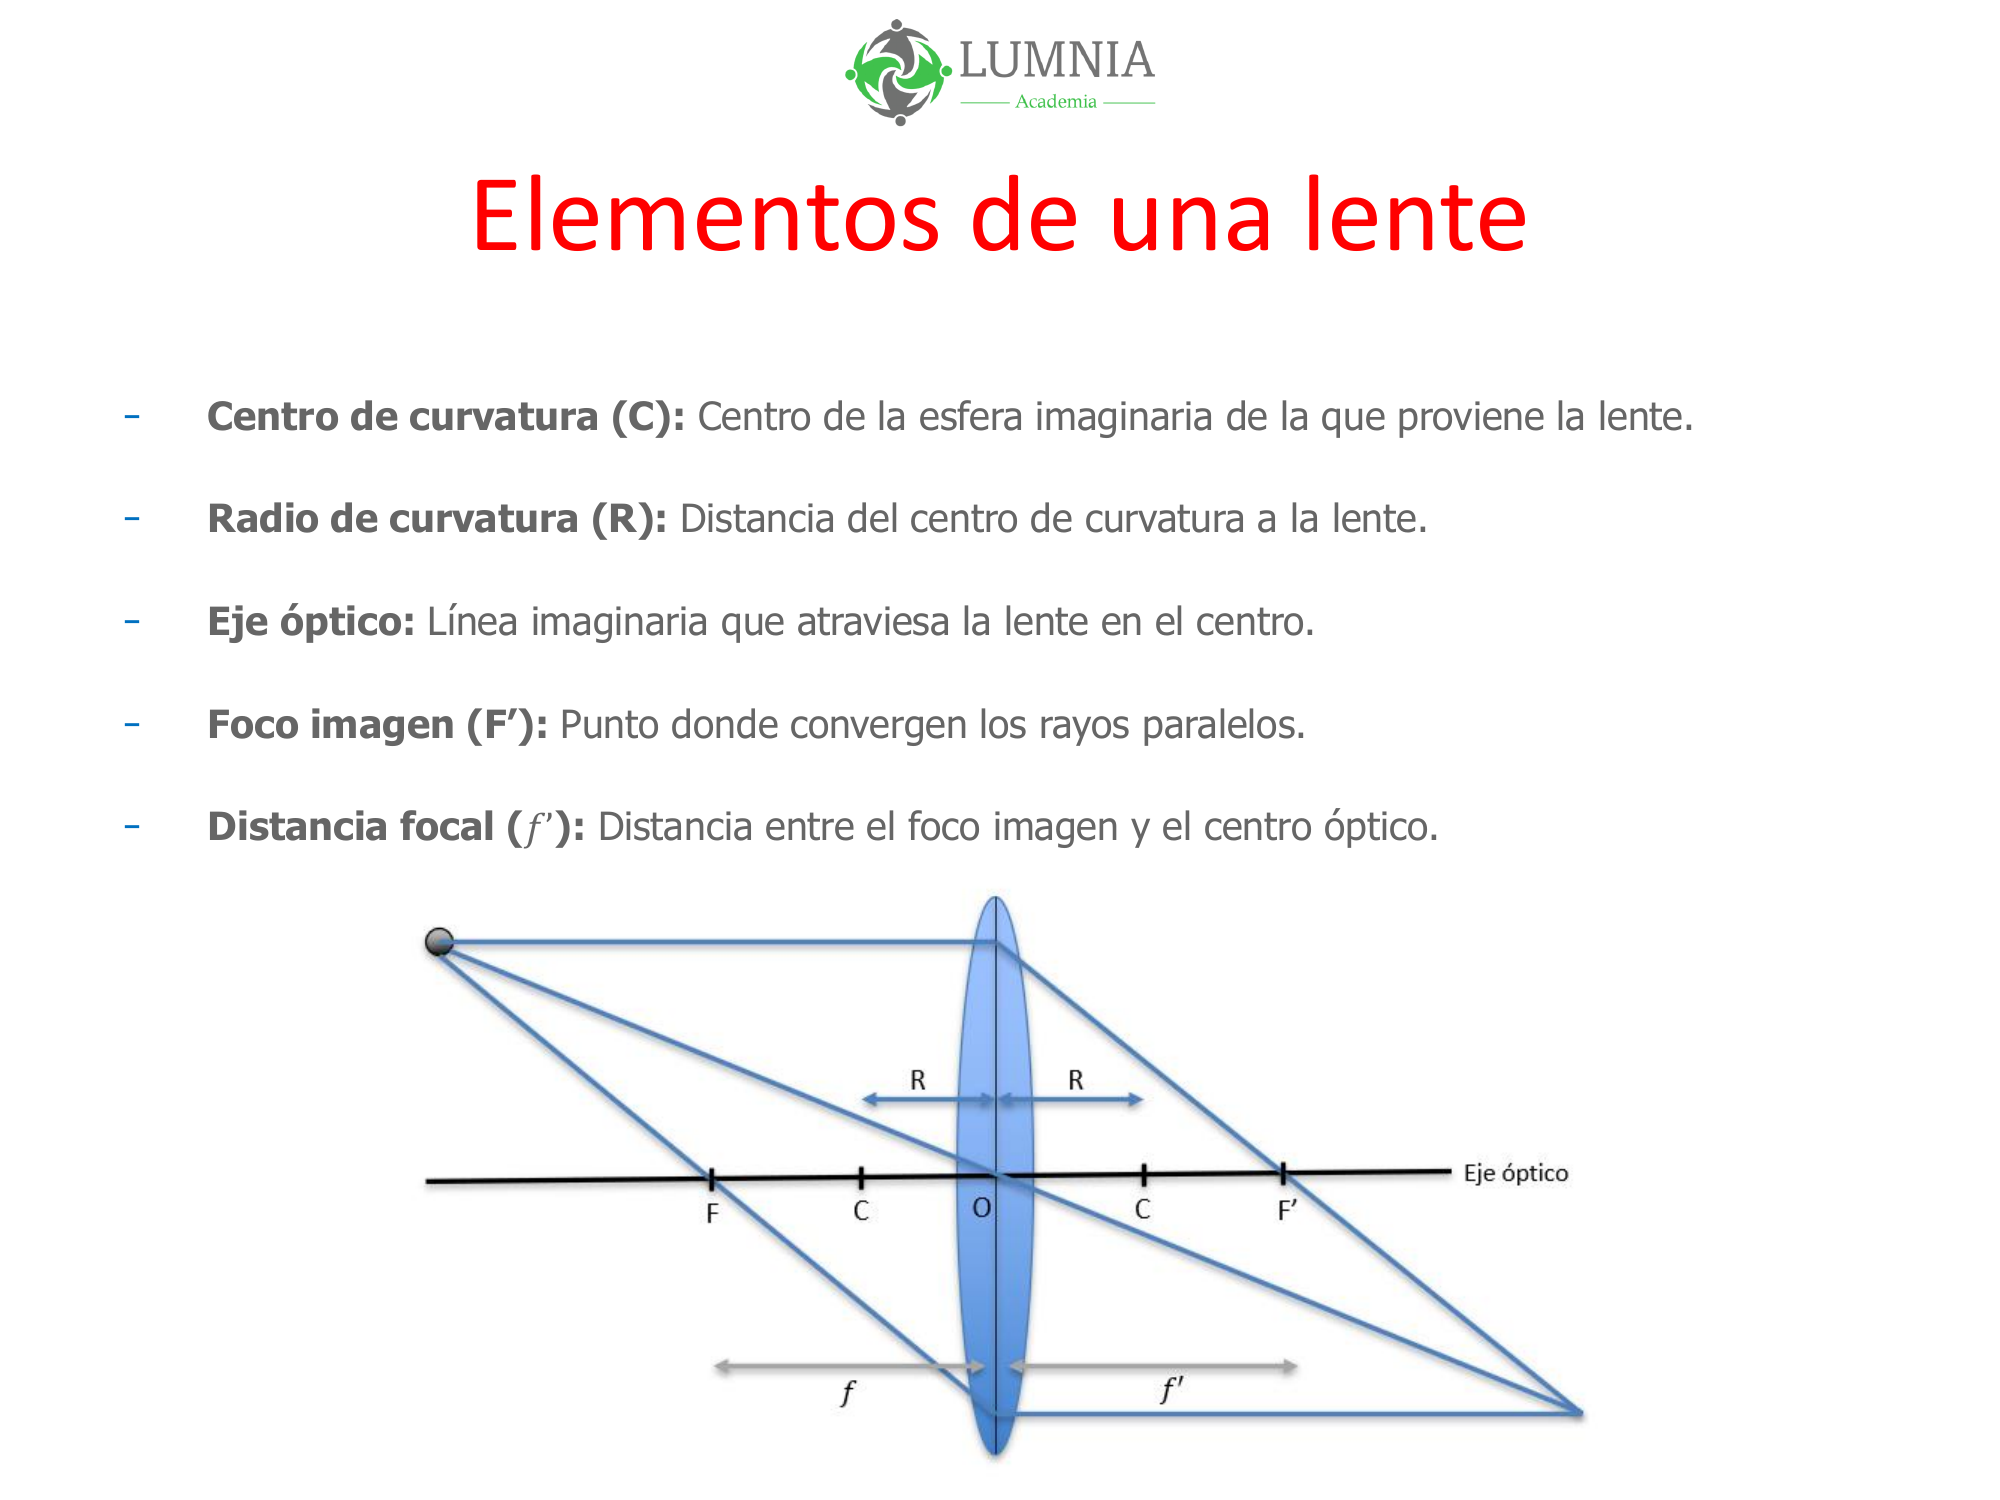 LUMNIA
Academia
Elementos de una lente
- Centro de curvatura (C): Centro de la esfera imaginaria de la que proviene la lente.
- Radio de curvatura (R): Distancia del centro de curvatura a la lente.
- Eje óptico: Línea imaginaria que atraviesa la lente en el centro.
- Foco imagen (F’): Punto donde convergen los rayos paralelos.
- Distancia focal (f’): Distancia entre el foco imagen y el centro óptico.
R R
Eje óptico
F C O C F’
f f'